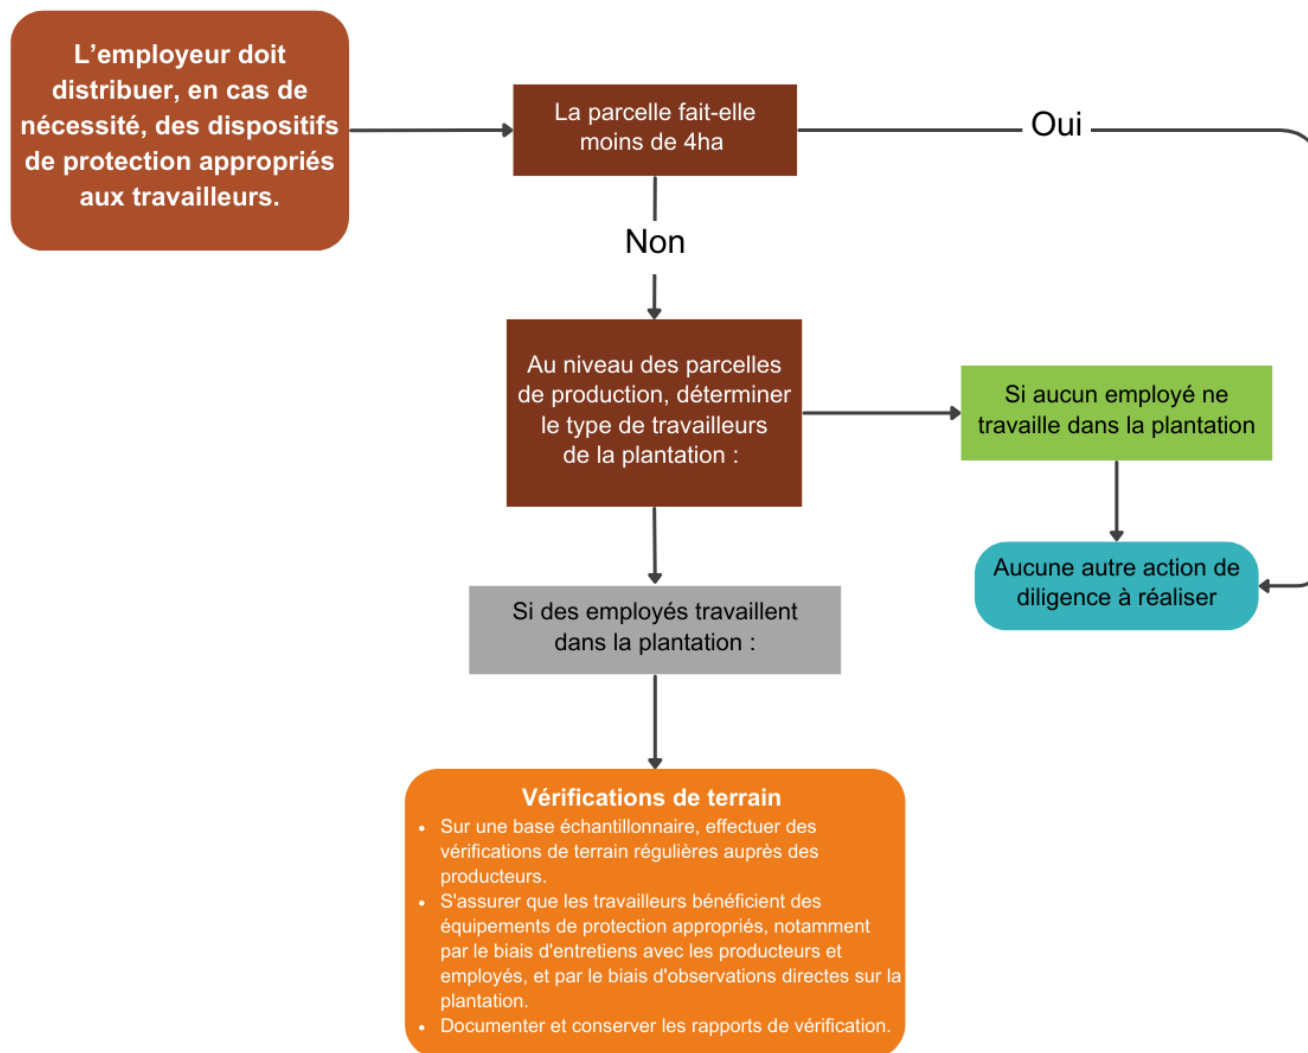 L’employeur doit
distribuer, en cas de
nécessité, des dispositifs
de protection appropriés
aux travailleurs.
La parcelle fait-elle
moins de 4ha
Oui
Non
Au niveau des parcelles
de production, déterminer
le type de travailleurs
de la plantation :
Si aucun employé ne
travaille dans la plantation
Aucune autre action de
diligence à réaliser
Si des employés travaillent
dans la plantation :
Vérifications de terrain
• Sur une base échantillonnaire, effectuer des
vérifications de terrain régulières auprès des
producteurs.
• S'assurer que les travailleurs bénéficient des
équipements de protection appropriés, notamment
par le biais d'entretiens avec les producteurs et
employés, et par le biais d'observations directes sur la
plantation.
• Documenter et conserver les rapports de vérification.